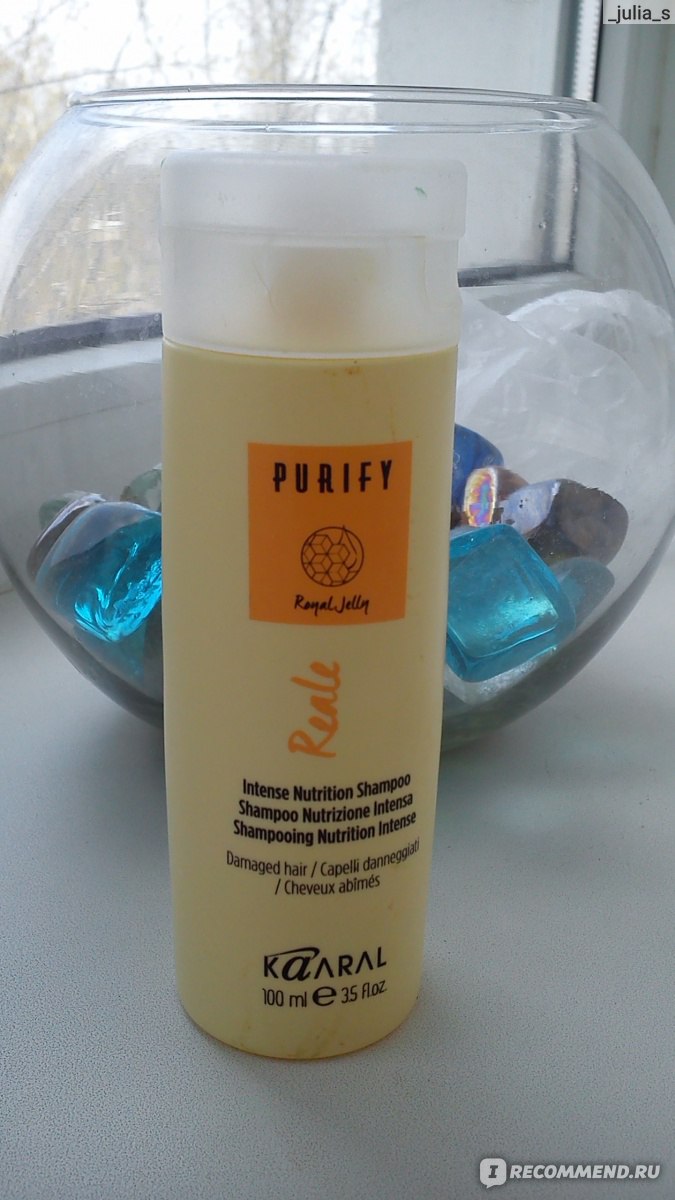 _julia_s
PURIFY
Royal Jelly
Reale
Intense Nutrition Shampoo
Shampoo Nutrizione Intensa
Shampooing Nutrition Intense
Damaged hair / Capelli danneggiati
/ Cheveux abîmés
KAARAL
100 ml e 3.5 fl.oz.
IRECOMMEND.RU